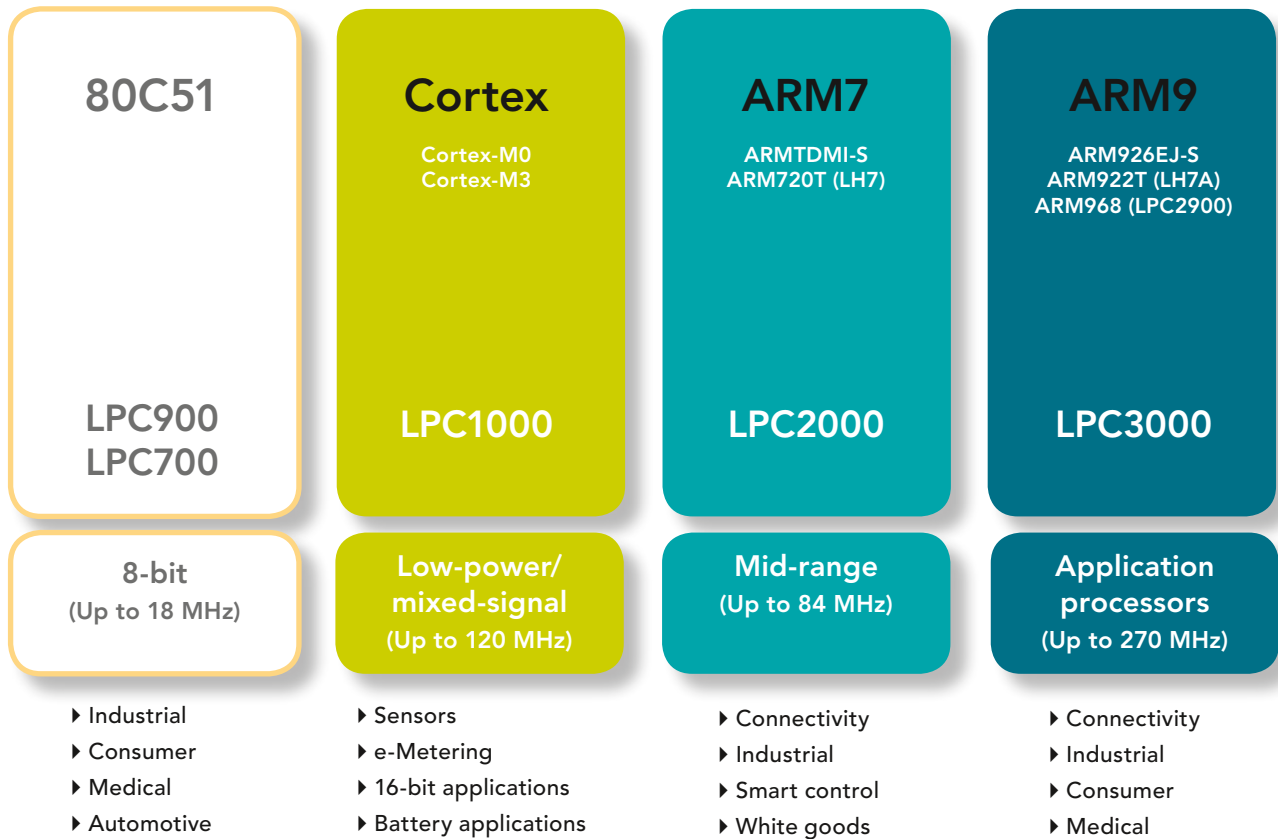 80C51
LPC900
LPC700
8-bit
(Up to 18 MHz)
Industrial
Consumer
Medical
Automotive
Cortex
Cortex-M0
Cortex-M3
LPC1000
Low-power/
mixed-signal
(Up to 120 MHz)
Sensors
e-Metering
16-bit applications
Battery applications
ARM7
ARMTDMI-S
ARM720T (LH7)
LPC2000
Mid-range
(Up to 84 MHz)
Connectivity
Industrial
Smart control
White goods
ARM9
ARM926EJ-S
ARM922T (LH7A)
ARM968 (LPC2900)
LPC3000
Application
processors
(Up to 270 MHz)
Connectivity
Industrial
Consumer
Medical